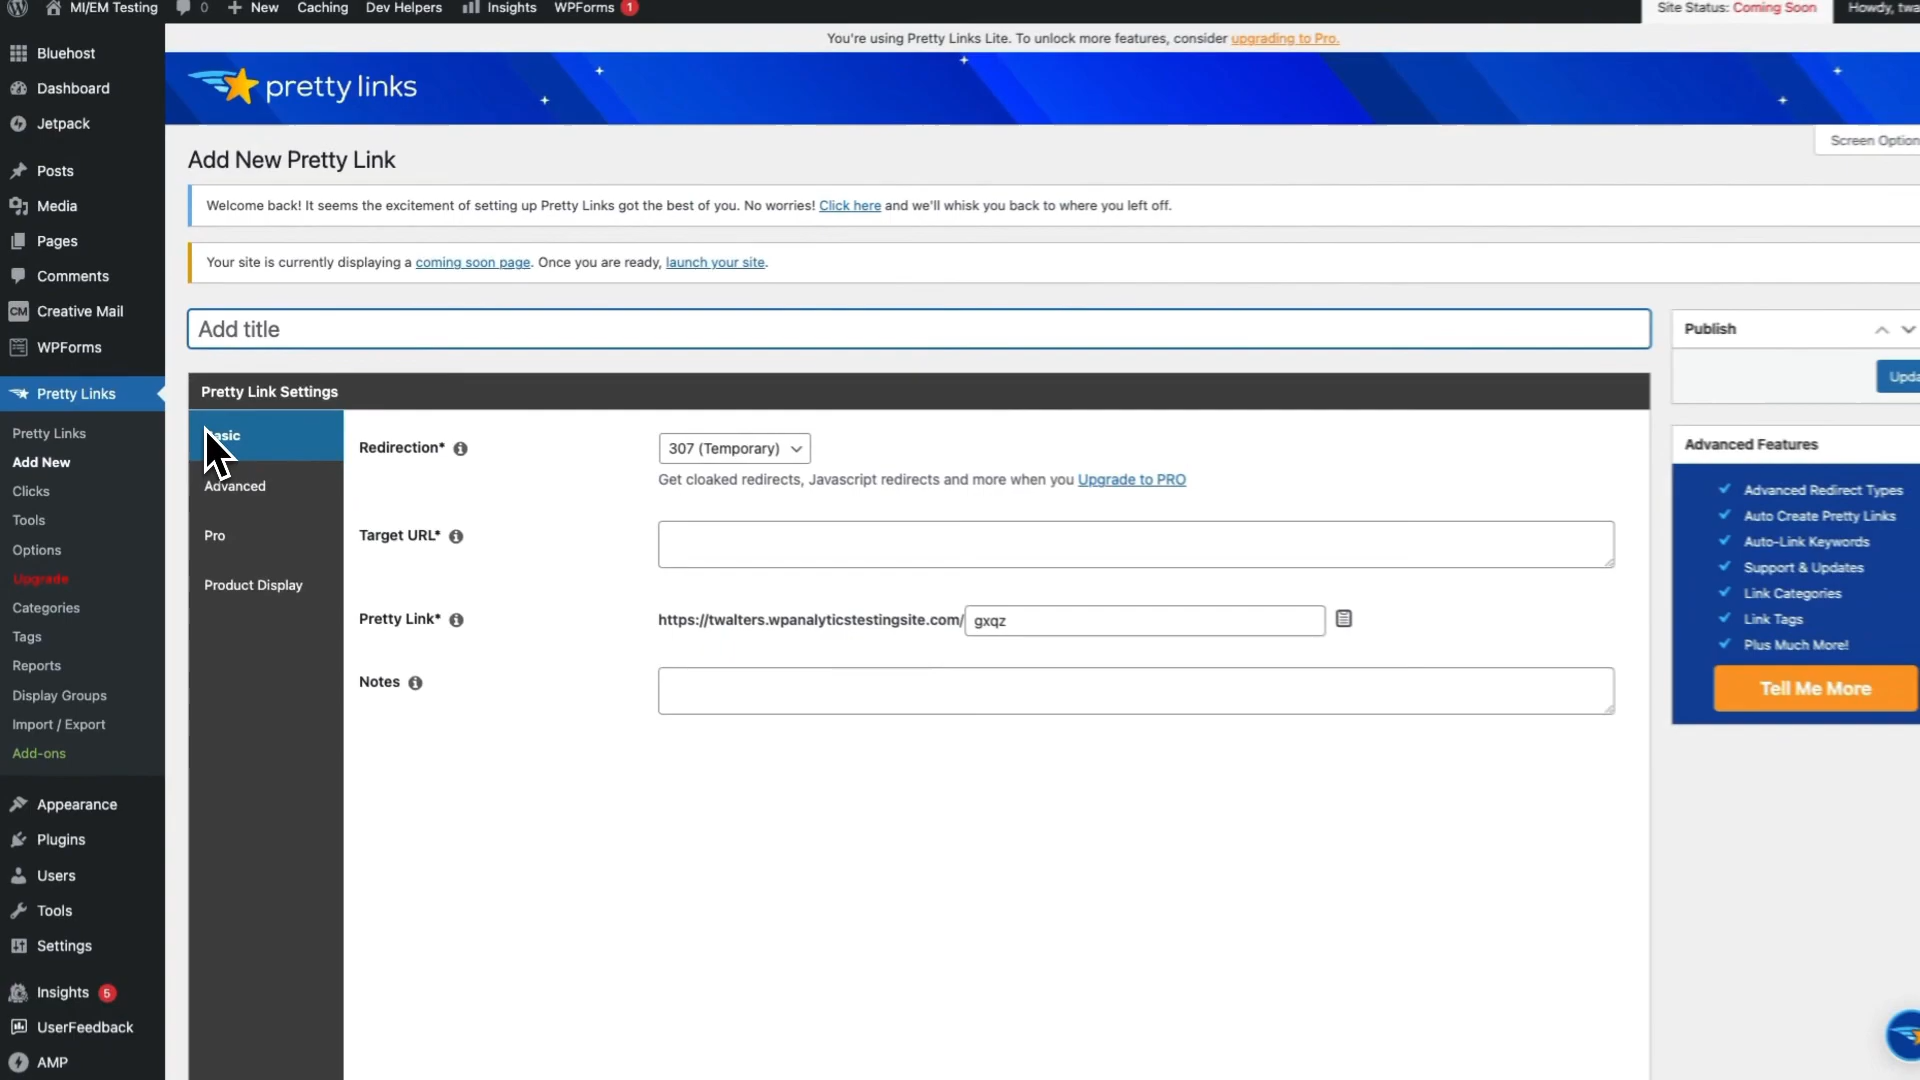 MI/EM Testing
0
New
Caching
Dev Helpers
Insights
WPForms 1
Site Status: Coming Soon
Howdy, twa
Bluehost
Dashboard
Jetpack
Posts
Media
Pages
Comments
CM Creative Mail
WPForms
Pretty Links
Pretty Links
Add New
Clicks
Tools
Options
Upgrade
Categories
Tags
Reports
Display Groups
Import / Export
Add-ons
Appearance
Plugins
Users
Tools
Settings
Insights 5
UserFeedback
AMP
You're using Pretty Links Lite. To unlock more features, consider upgrading to Pro.
pretty links
Screen Option
Add New Pretty Link
Welcome back! It seems the excitement of setting up Pretty Links got the best of you. No worries! Click here and we'll whisk you back to where you left off.
Your site is currently displaying a coming soon page. Once you are ready, launch your site.
Add title
Pretty Link Settings
asic
Advanced
Pro
Product Display
Redirection*
307 (Temporary)
Get cloaked redirects, Javascript redirects and more when you Upgrade to PRO
Target URL*
Pretty Link*
https://twalters.wpanalyticstestingsite.com/ gxqz
Notes
Publish
Upda
Advanced Features
Advanced Redirect Types
Auto Create Pretty Links
Auto-Link Keywords
Support & Updates
Link Categories
Link Tags
Plus Much More!
Tell Me More